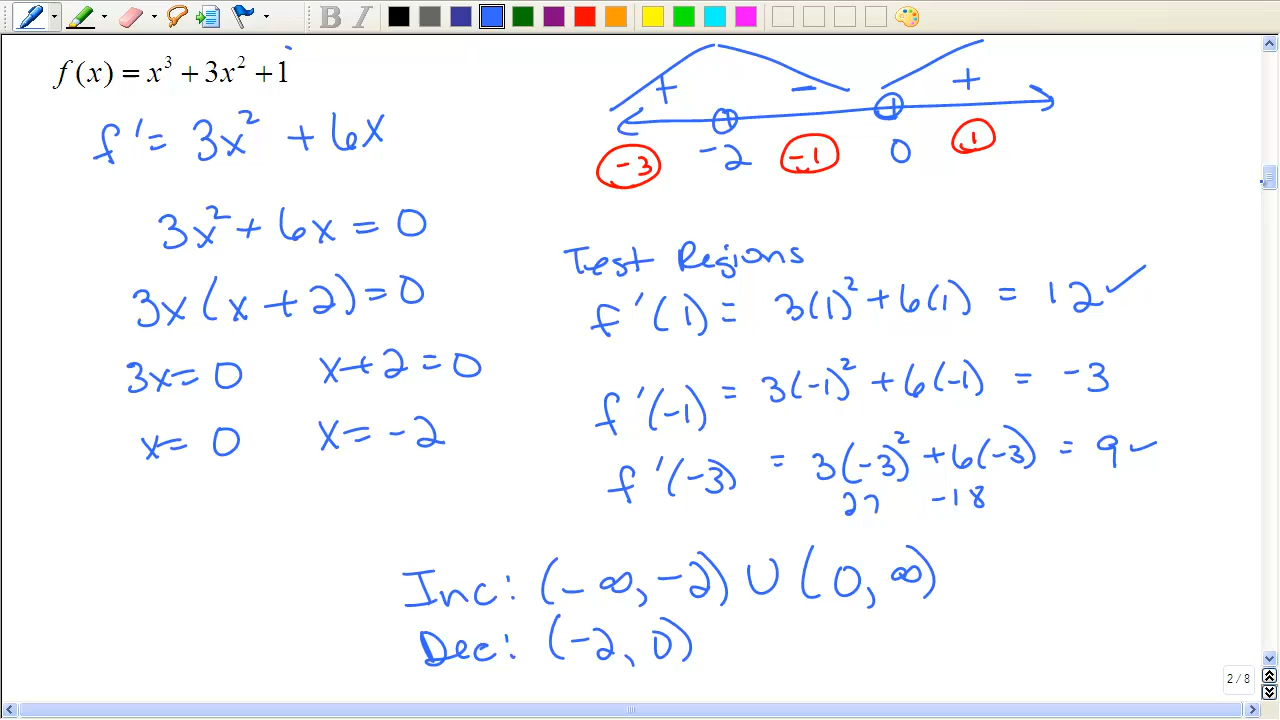 B I
f(x) = x³ + 3x² + 1
f' = 3x² + 6x
3x² + 6x = 0
3x(x + 2) = 0
3x = 0 x + 2 = 0
x = 0 x = -2
+ - +
-3 -2 -1 0 1
Test Regions
f'(1) = 3(1)² + 6(1) = 12 ✓
f'(-1) = 3(-1)² + 6(-1) = -3
f'(-3) = 3(-3)² + 6(-3) = 9 ✓
27 -18
Inc: (-∞, -2) ∪ (0, ∞)
Dec: (-2, 0)
2 / 8